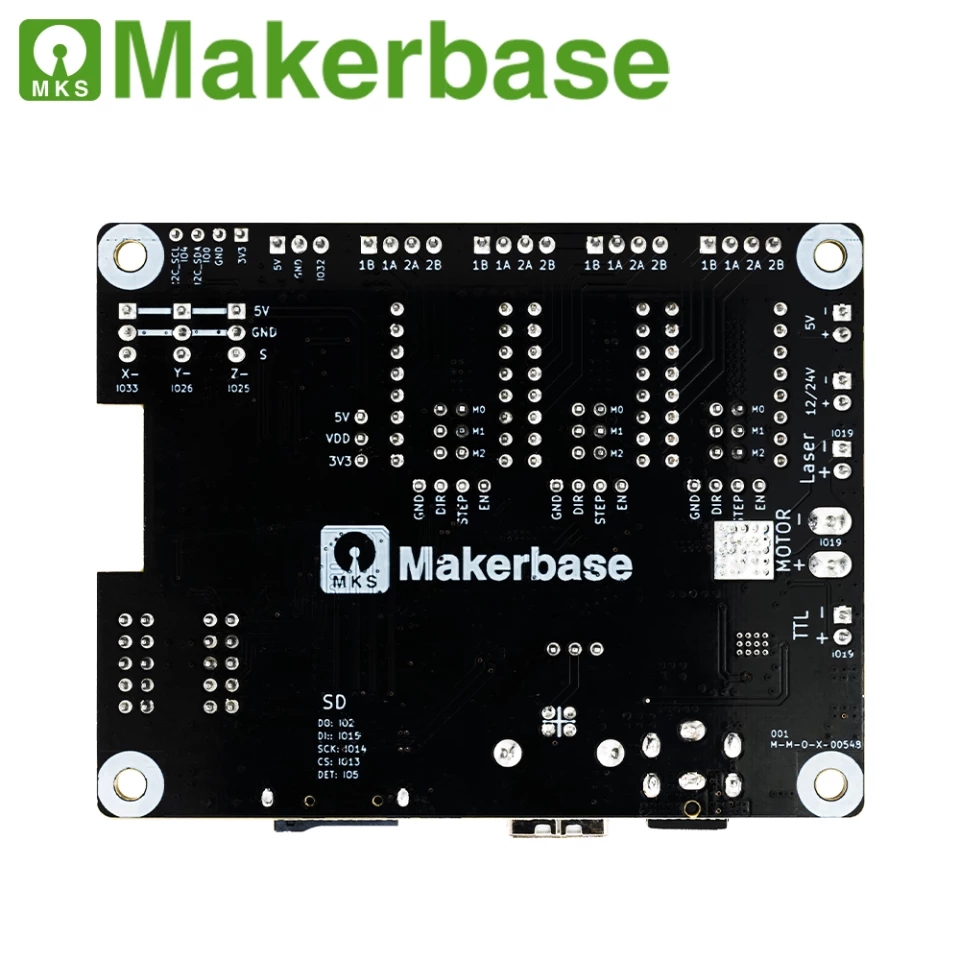 MKS Makerbase
I2C_SCL
IO4
I2C_SDA
IO0
GND
3V3
5V
GND
IO32
1B 1A 2A 2B
1B 1A 2A 2B
1B 1A 2A 2B
1B 1A 2A 2B
5V
GND
S
X- Y- Z-
IO33 IO26 IO25
5V
VDD
3V3
M0
M1
M2
M0
M1
M2
M0
M1
M2
GND DIR STEP EN
GND DIR STEP EN
GND DIR STEP EN
5V - +
12/24V - +
Laser - +
IO19
MOTOR - +
IO19
TTL - +
IO19
MKS Makerbase
SD
DO: IO2
DI: IO15
SCK: IO14
CS: IO13
DET: IO5
001
M-M-O-X-00549